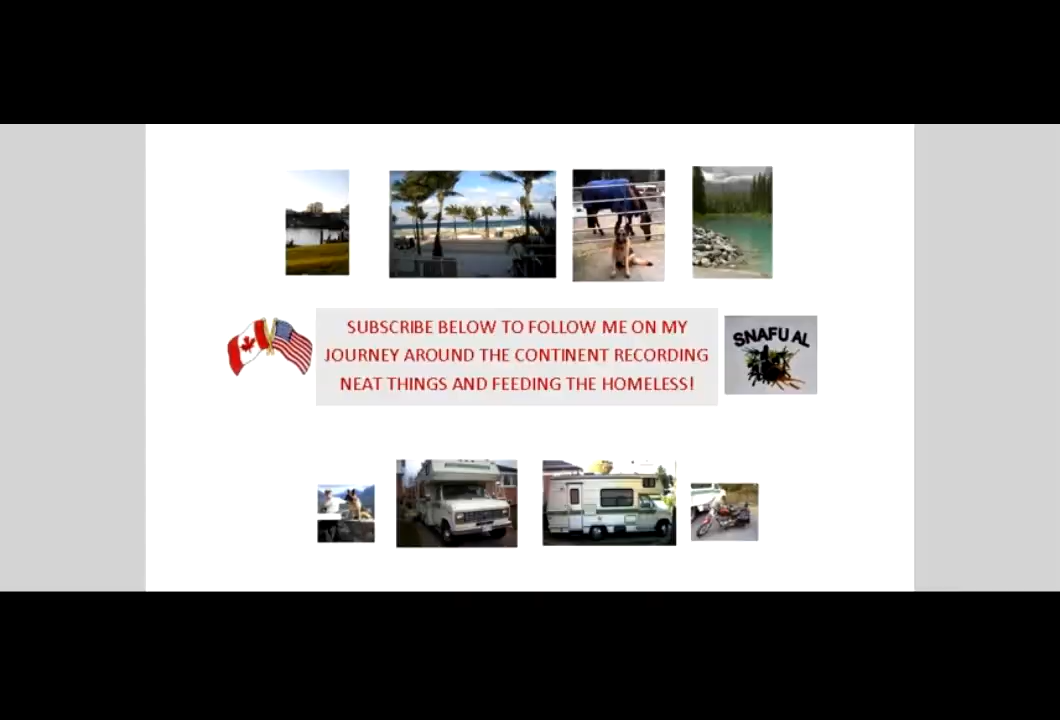 SUBSCRIBE BELOW TO FOLLOW ME ON MY
JOURNEY AROUND THE CONTINENT RECORDING
NEAT THINGS AND FEEDING THE HOMELESS!
SNAFU AL